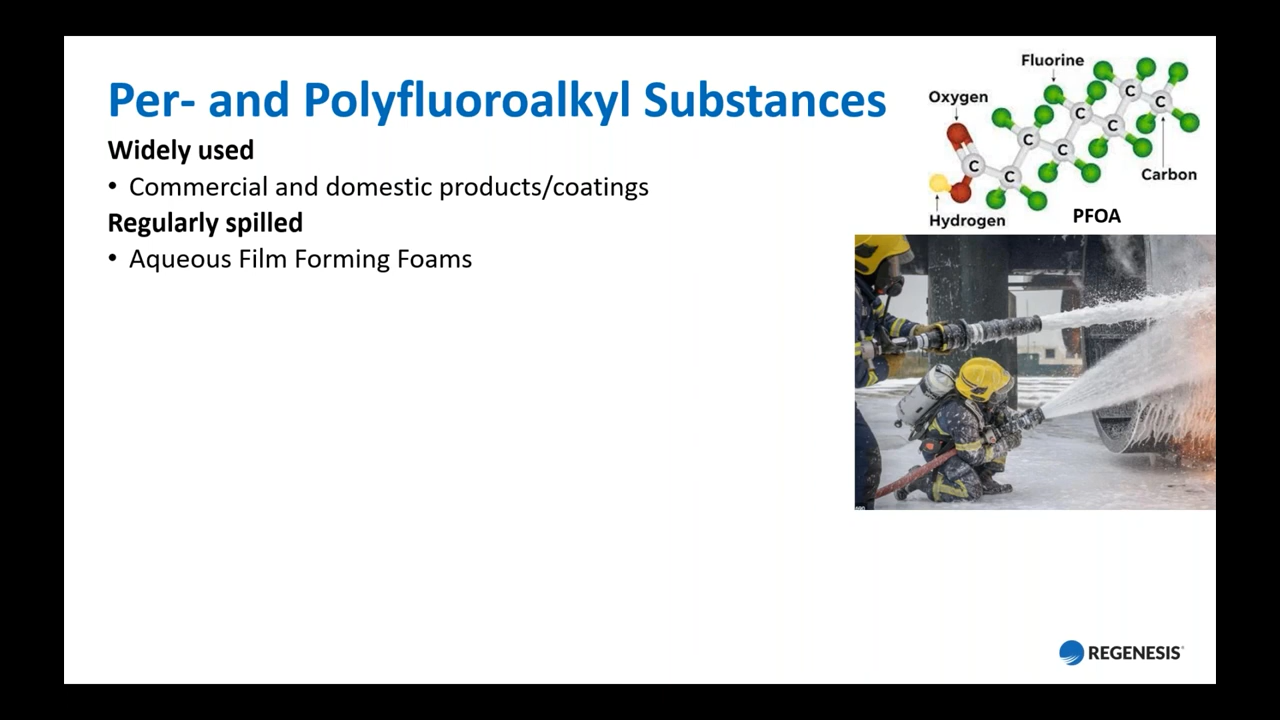 Per- and Polyfluoroalkyl Substances
Widely used
• Commercial and domestic products/coatings
Regularly spilled
• Aqueous Film Forming Foams
Fluorine
Oxygen
C
C
C
C
C
C
C
C
Carbon
Hydrogen
PFOA
REGENESIS